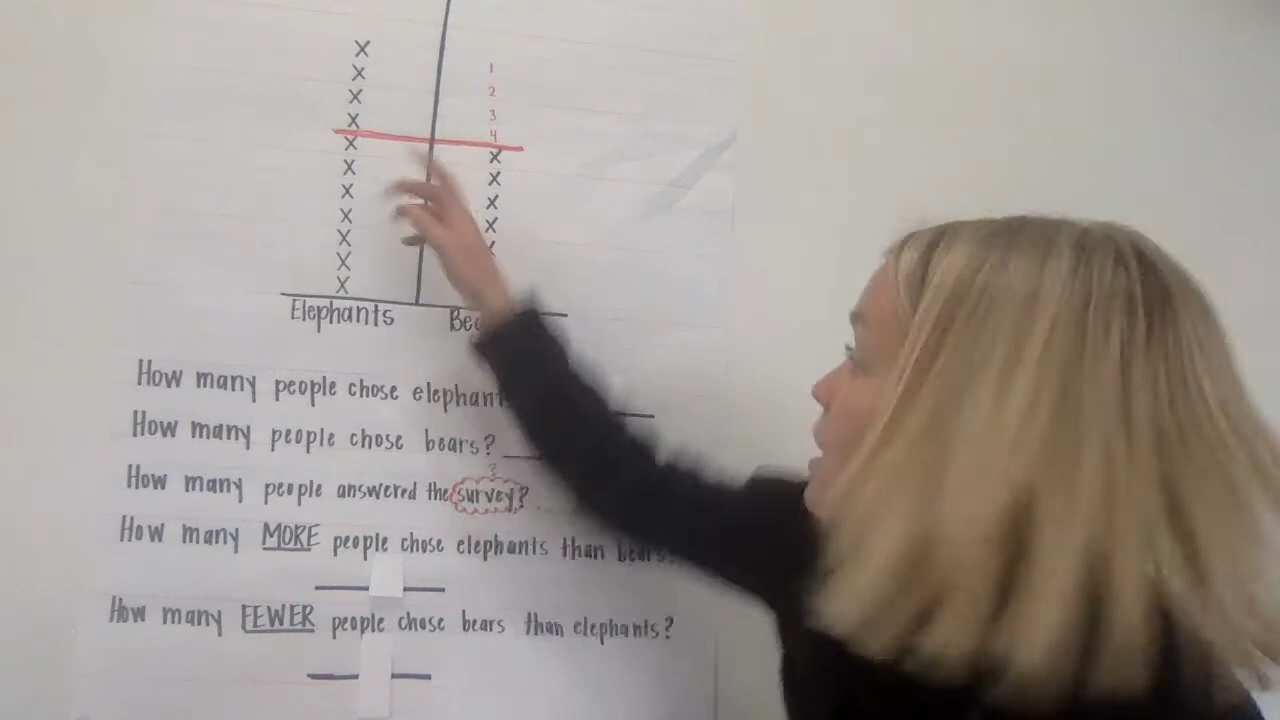 X
X
X 1
X 2
X 3
X 4
X X
X X
X X
X X
X
Elephants
How many people chose
How many people chose bears?
?
How many people answered the survey?
How many MORE people chose elephants than
How many FEWER people chose bears than elephants?